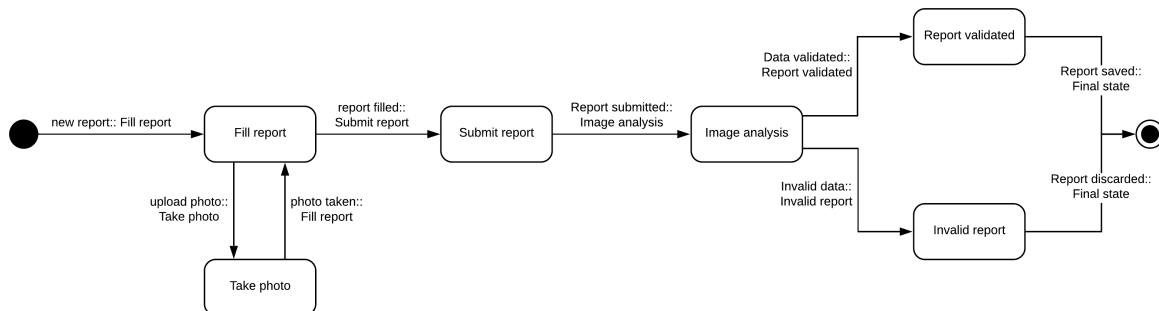 Report validated
Data validated::
Report validated
Report saved::
Final state
new report:: Fill report
Fill report
report filled::
Submit report
Submit report
Report submitted::
Image analysis
Image analysis
upload photo::
Take photo
photo taken::
Fill report
Invalid data::
Invalid report
Report discarded::
Final state
Invalid report
Take photo